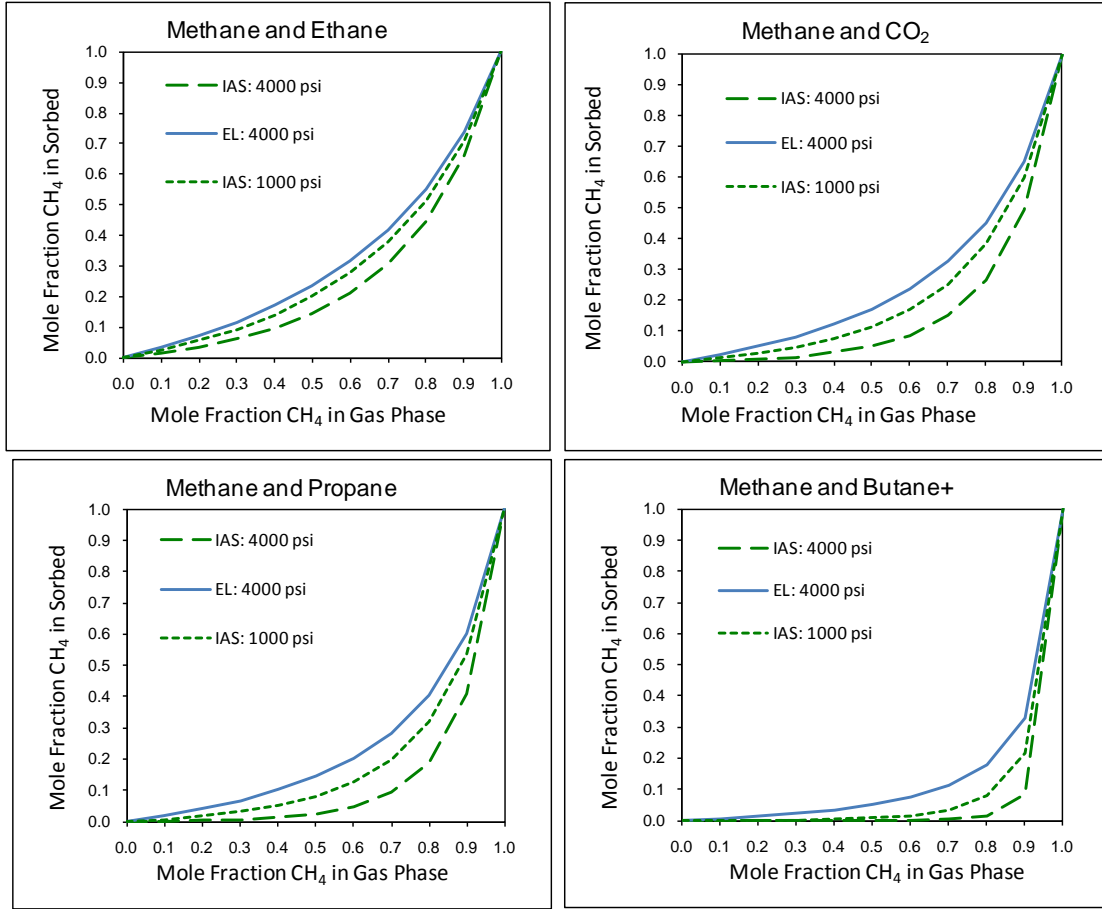 Methane and Ethane
1.0
0.9
0.8
0.7
0.6
0.5
0.4
0.3
0.2
0.1
0.0
Mole Fraction CH4 in Sorbed
IAS: 4000 psi
EL: 4000 psi
IAS: 1000 psi
0.0 0.1 0.2 0.3 0.4 0.5 0.6 0.7 0.8 0.9 1.0
Mole Fraction CH4 in Gas Phase
Methane and CO2
1.0
0.9
0.8
0.7
0.6
0.5
0.4
0.3
0.2
0.1
0.0
Mole Fraction CH4 in Sorbed
IAS: 4000 psi
EL: 4000 psi
IAS: 1000 psi
0.0 0.1 0.2 0.3 0.4 0.5 0.6 0.7 0.8 0.9 1.0
Mole Fraction CH4 in Gas Phase
Methane and Propane
1.0
0.9
0.8
0.7
0.6
0.5
0.4
0.3
0.2
0.1
0.0
Mole Fraction CH4 in Sorbed
IAS: 4000 psi
EL: 4000 psi
IAS: 1000 psi
0.0 0.1 0.2 0.3 0.4 0.5 0.6 0.7 0.8 0.9 1.0
Mole Fraction CH4 in Gas Phase
Methane and Butane+
1.0
0.9
0.8
0.7
0.6
0.5
0.4
0.3
0.2
0.1
0.0
Mole Fraction CH4 in Sorbed
IAS: 4000 psi
EL: 4000 psi
IAS: 1000 psi
0.0 0.1 0.2 0.3 0.4 0.5 0.6 0.7 0.8 0.9 1.0
Mole Fraction CH4 in Gas Phase